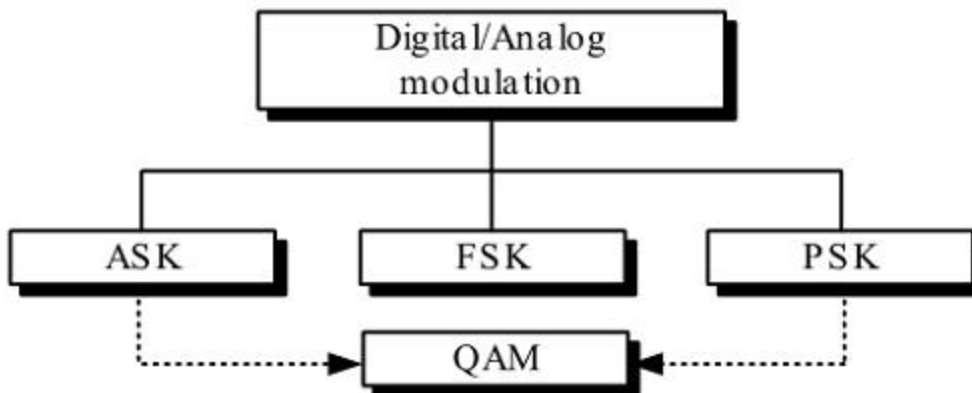 Digital/Analog
modulation
ASK
FSK
PSK
QAM